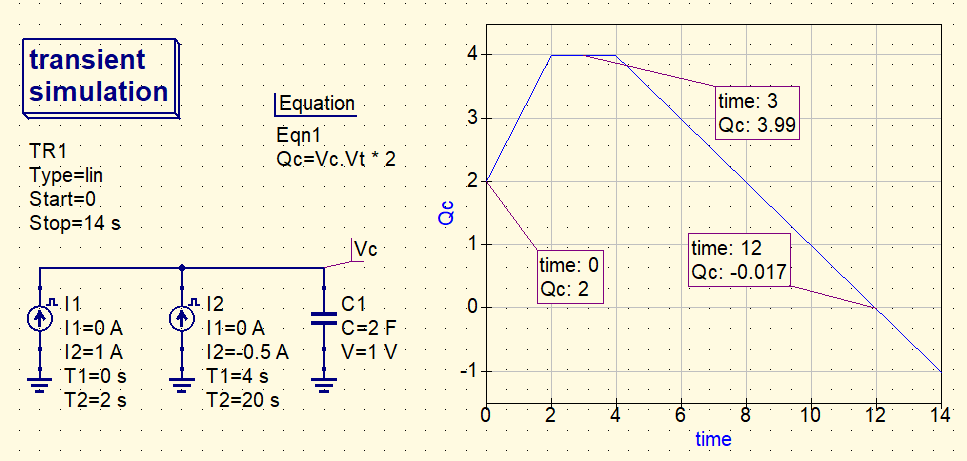 transient
simulation
TR1
Type=lin
Start=0
Stop=14 s
Equation
Eqn1
Qc=Vc.Vt * 2
Vc
I1
I1=0 A
I2=1 A
T1=0 s
T2=2 s
I2
I1=0 A
I2=-0.5 A
T1=4 s
T2=20 s
C1
C=2 F
V=1 V
4
3
2
1
0
-1
Qc
time: 3
Qc: 3.99
time: 0
Qc: 2
time: 12
Qc: -0.017
0 2 4 6 8 10 12 14
time